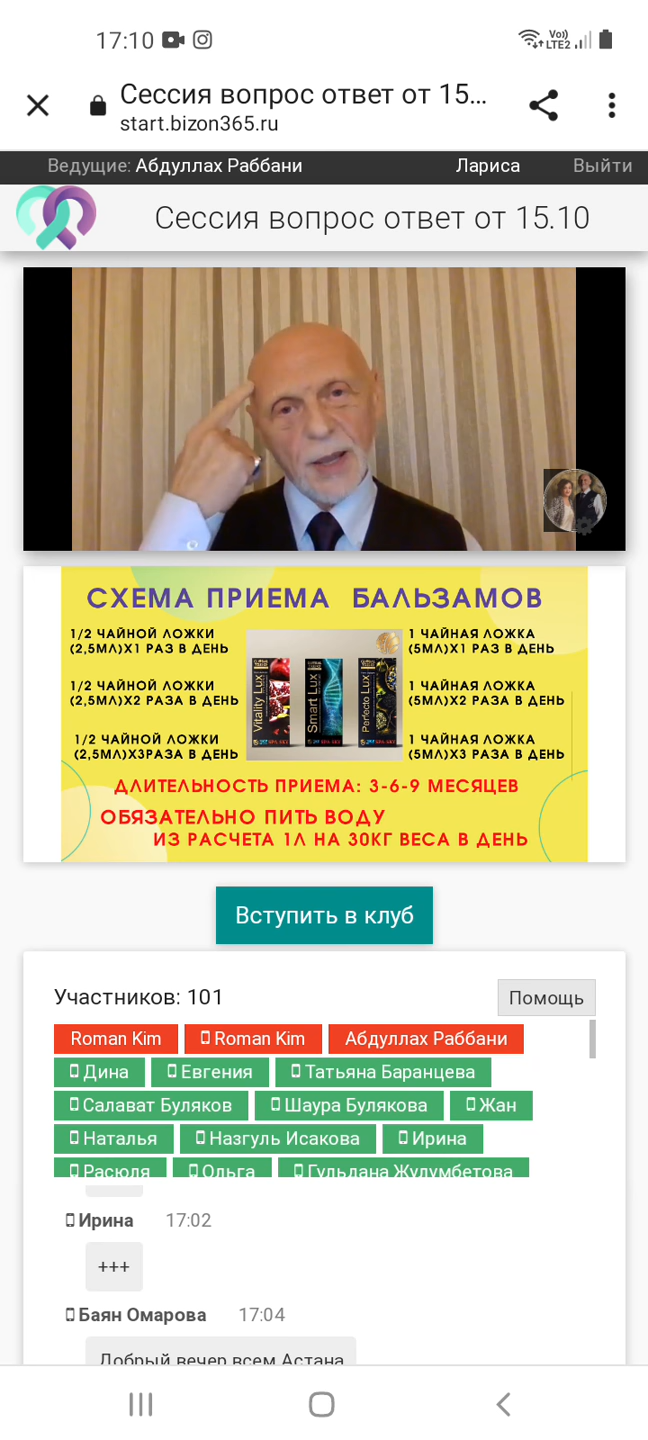 17:10
Vo))
LTE2
Сессия вопрос ответ от 15...
start.bizon365.ru
Ведущие: Абдуллах Раббани Лариса Выйти
Сессия вопрос ответ от 15.10
СХЕМА ПРИЕМА БАЛЬЗАМОВ
1/2 ЧАЙНОЙ ЛОЖКИ
(2,5МЛ)Х1 РАЗ В ДЕНЬ
1/2 ЧАЙНОЙ ЛОЖКИ
(2,5МЛ)Х2 РАЗА В ДЕНЬ
1/2 ЧАЙНОЙ ЛОЖКИ
(2,5МЛ)Х3РАЗА В ДЕНЬ
Vitality Lux
Smart Lux
Perfecto Lux
1 ЧАЙНАЯ ЛОЖКА
(5МЛ)Х1 РАЗ В ДЕНЬ
1 ЧАЙНАЯ ЛОЖКА
(5МЛ)Х2 РАЗА В ДЕНЬ
1 ЧАЙНАЯ ЛОЖКА
(5МЛ)Х3 РАЗА В ДЕНЬ
ДЛИТЕЛЬНОСТЬ ПРИЕМА: 3-6-9 МЕСЯЦЕВ
ОБЯЗАТЕЛЬНО ПИТЬ ВОДУ
ИЗ РАСЧЕТА 1Л НА 30КГ ВЕСА В ДЕНЬ
Вступить в клуб
Участников: 101 Помощь
Roman Kim Roman Kim Абдуллах Раббани
Дина Евгения Татьяна Баранцева
Салават Буляков Шаура Булякова Жан
Наталья Назгуль Исакова Ирина
Расюля Ольга Гульдана Жулумбетова
Ирина 17:02
+++
Баян Омарова 17:04
Добрый вечер всем Астана